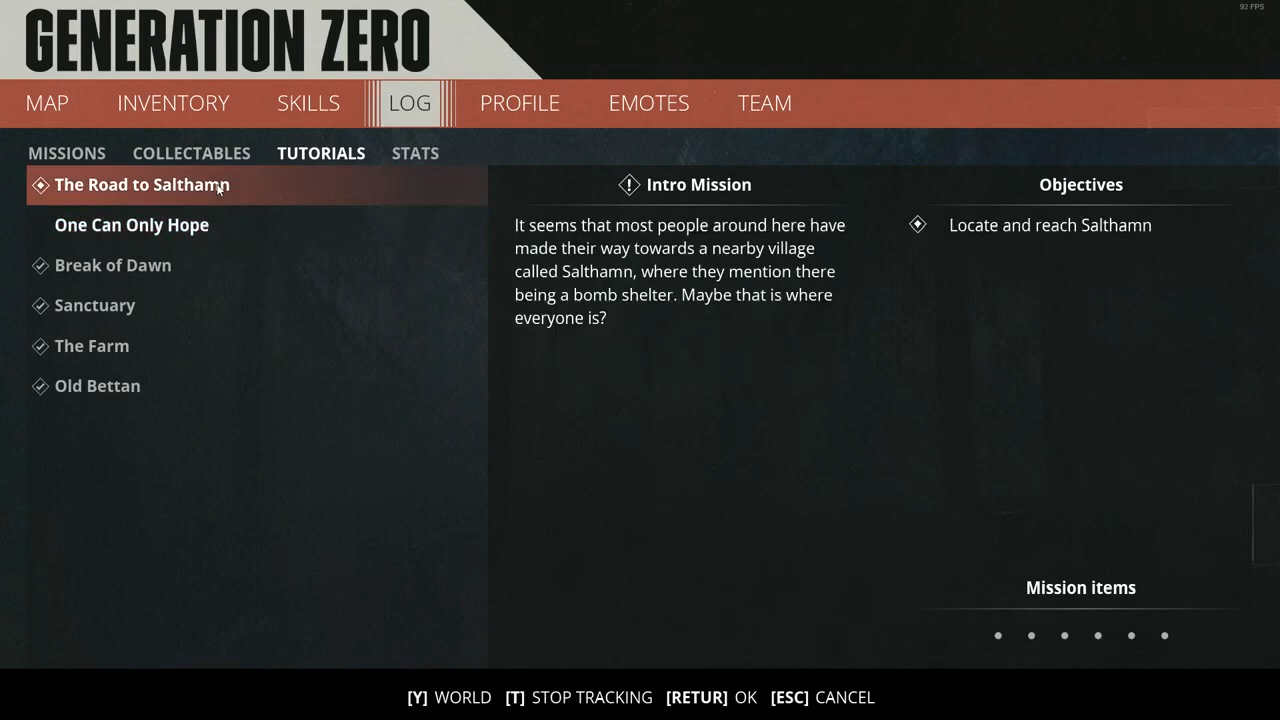 92 FPS
GENERATION ZERO
MAP INVENTORY SKILLS LOG PROFILE EMOTES TEAM
MISSIONS COLLECTABLES TUTORIALS STATS
The Road to Salthamn
One Can Only Hope
Break of Dawn
Sanctuary
The Farm
Old Bettan
Intro Mission
It seems that most people around here have
made their way towards a nearby village
called Salthamn, where they mention there
being a bomb shelter. Maybe that is where
everyone is?
Objectives
Locate and reach Salthamn
Mission items
[Y] WORLD [T] STOP TRACKING [RETUR] OK [ESC] CANCEL